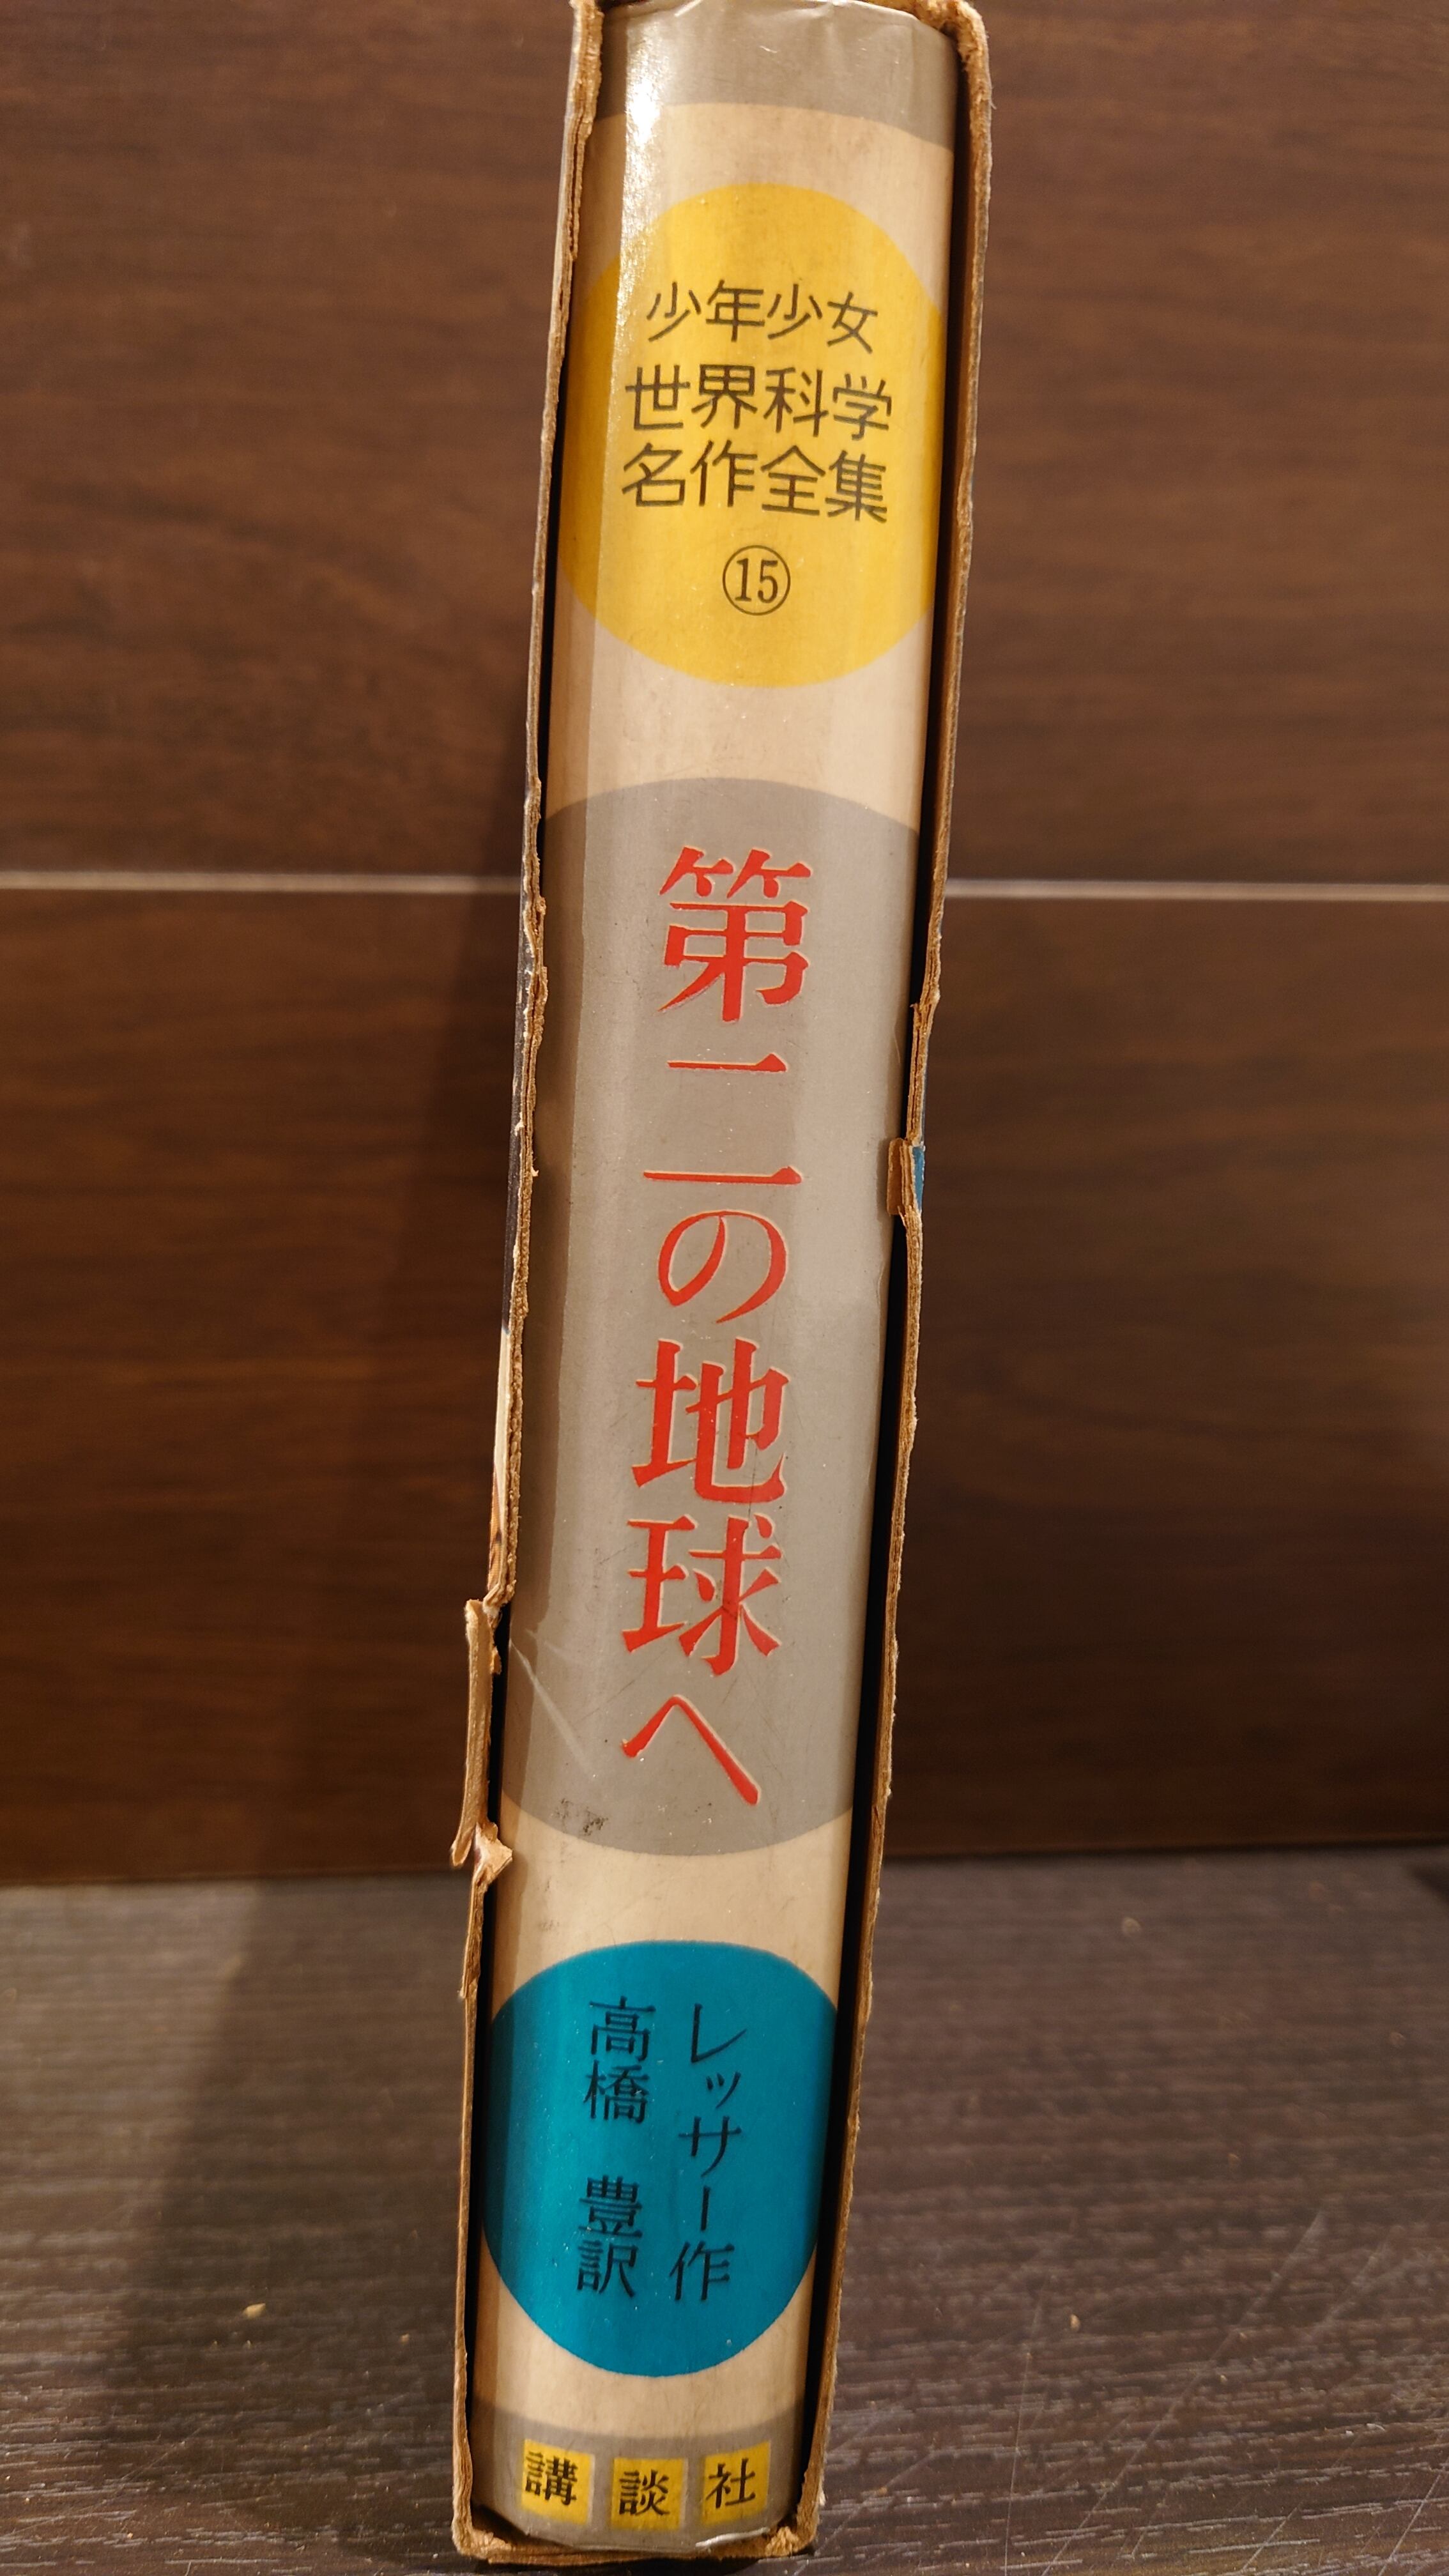 少年少女
世界科学
名作全集
⑮
第二の地球へ
レッサー作
高橋 豊訳
講談社